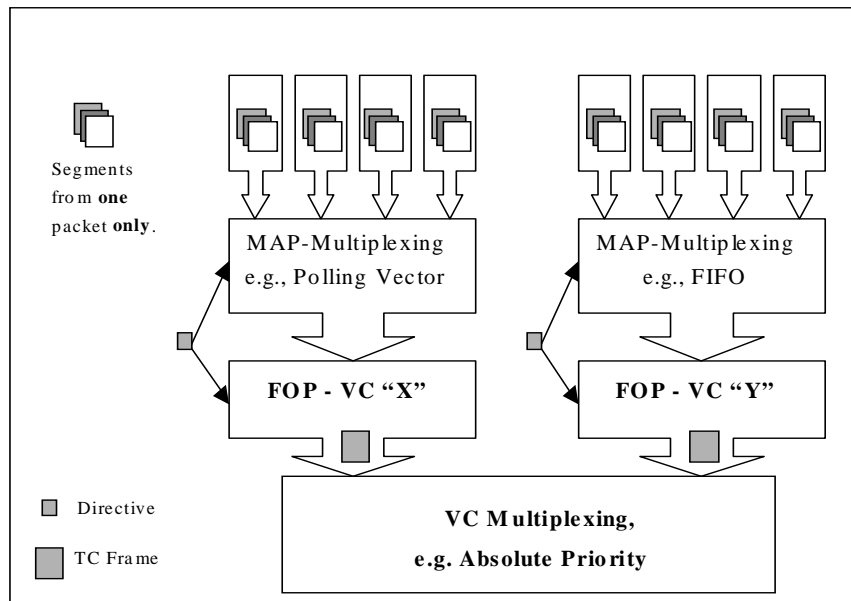 Segments
from one
packet only.
MAP-Multiplexing
e.g., Polling Vector
MAP-Multiplexing
e.g., FIFO
FOP - VC “X”
FOP - VC “Y”
Directive
TC Frame
VC Multiplexing,
e.g. Absolute Priority